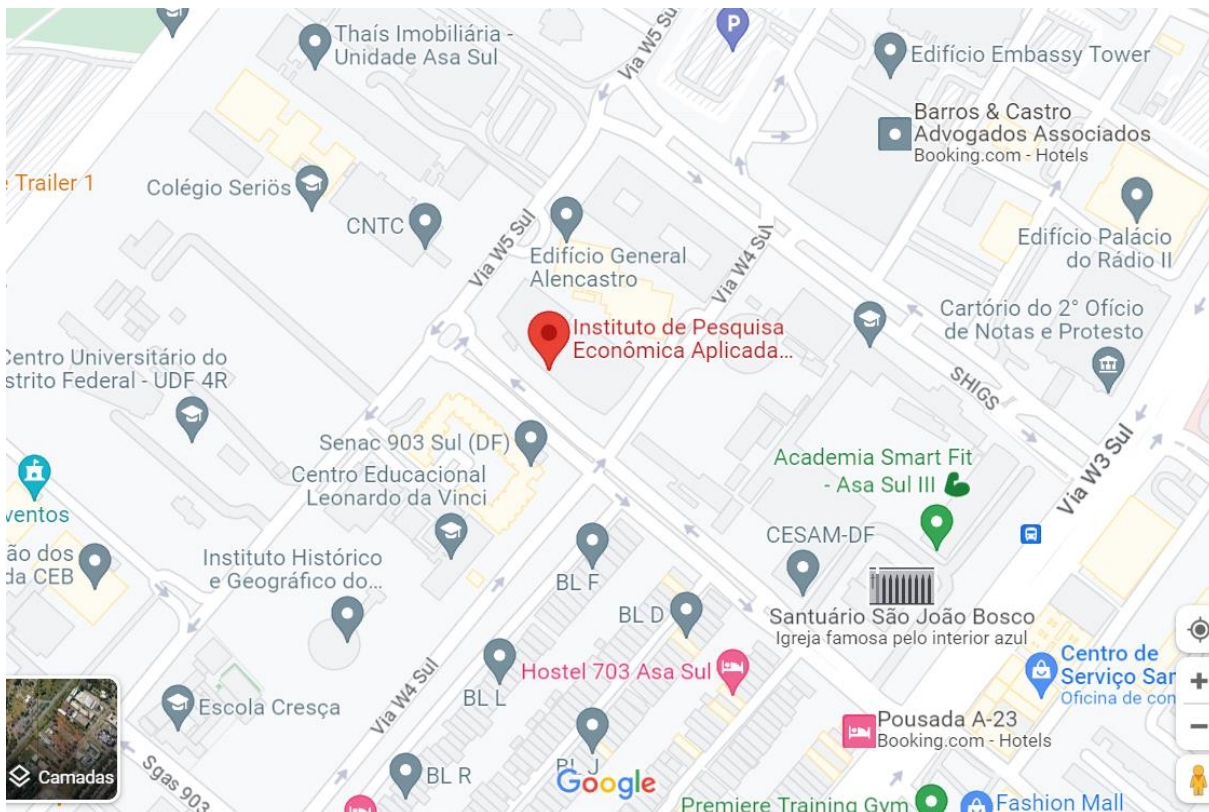 Thaís Imobiliária -
Unidade Asa Sul
Via W5 Sul
P
Edifício Embassy Tower
Barros & Castro
Advogados Associados
Booking.com - Hotels
Trailer 1
Colégio Seriös
CNTC
Via W5 Sul
Edifício General
Alencastro
Via W4 Sul
Edifício Palácio
do Rádio II
Instituto de Pesquisa
Econômica Aplicada...
Cartório do 2° Ofício
de Notas e Protesto
Centro Universitário do
strito Federal - UDF 4R
SHIGS
Senac 903 Sul (DF)
Centro Educacional
Leonardo da Vinci
Academia Smart Fit
- Asa Sul III
Via W3 Sul
ventos
ão dos
da CEB
Instituto Histórico
e Geográfico do...
BL F
CESAM-DF
BL D
Santuário São João Bosco
Igreja famosa pelo interior azul
Hostel 703 Asa Sul
Centro de
Serviço Sar
Oficina de con
BL L
Via W4 Sul
Escola Cresça
Pousada A-23
Booking.com - Hotels
Camadas
Sgas 903
BL R
BL J
Google
Premiere Training Gym
Fashion Mall